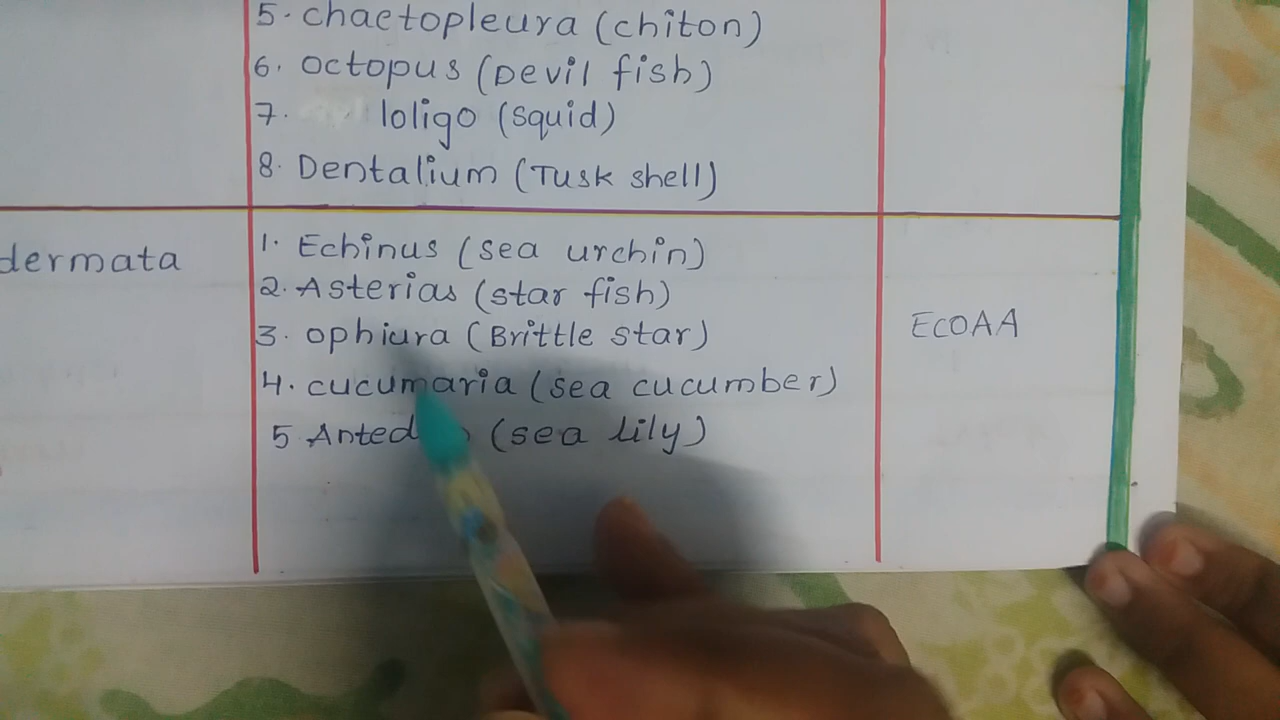 5. chaetopleura (chiton)
6. octopus (Devil fish)
7. loligo (squid)
8. Dentalium (Tusk shell)
dermata
1. Echinus (sea urchin)
2. Asterias (star fish)
3. ophiura (Brittle star)
4. cucumaria (sea cucumber)
5 (sea lily)
ECOAA